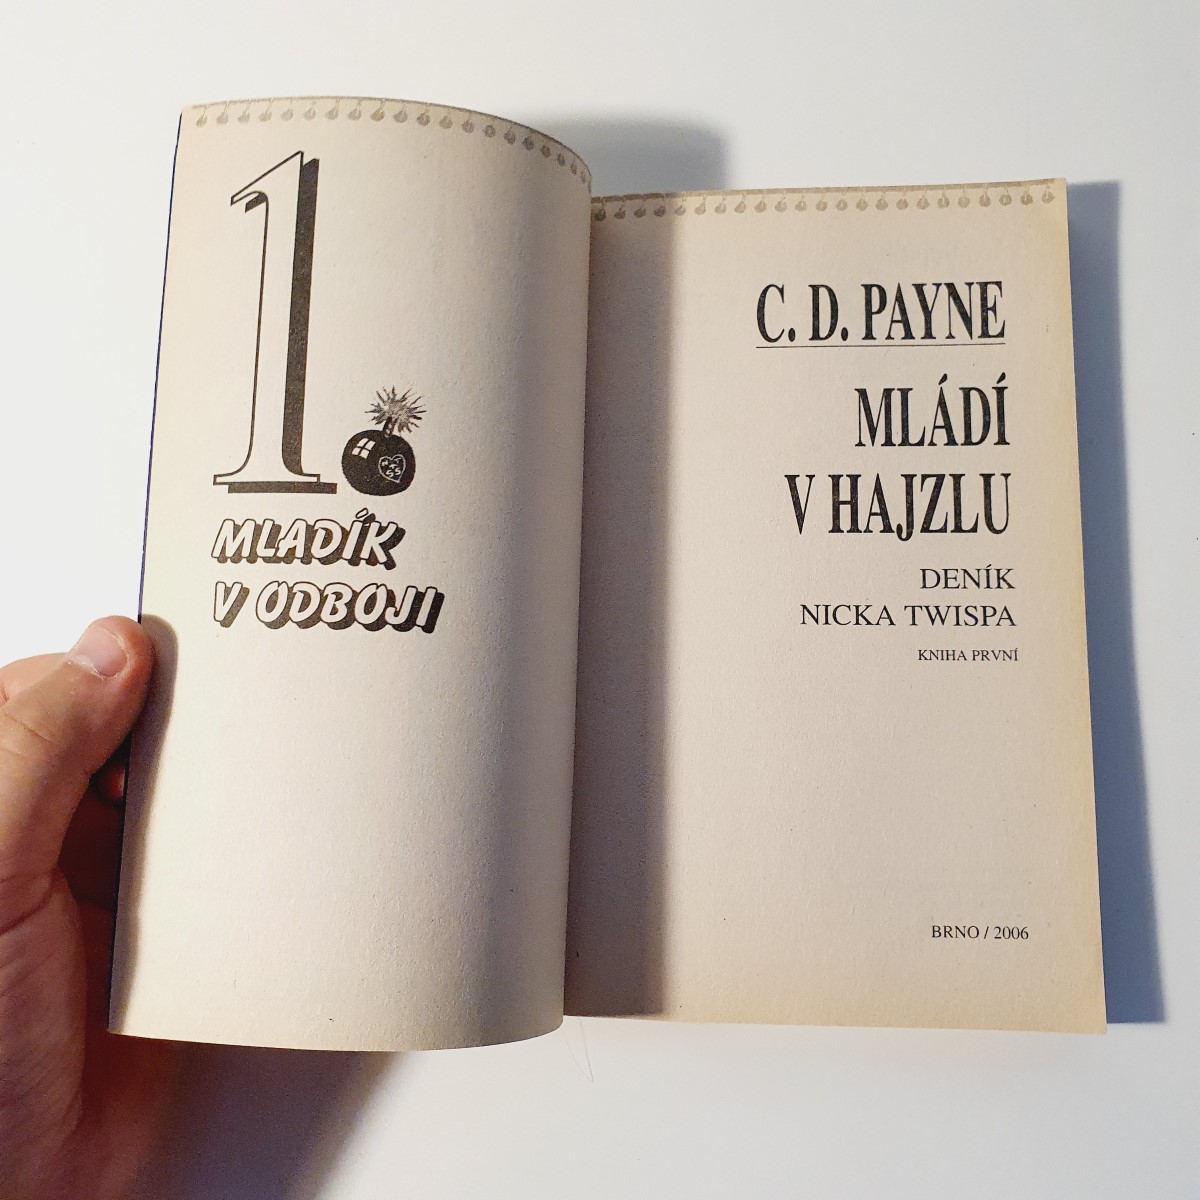 1.
MLADÍK
V ODBOJI
C. D. PAYNE
MLÁDÍ
V HAJZLU
DENÍK
NICKA TWISPA
KNIHA PRVNÍ
BRNO / 2006